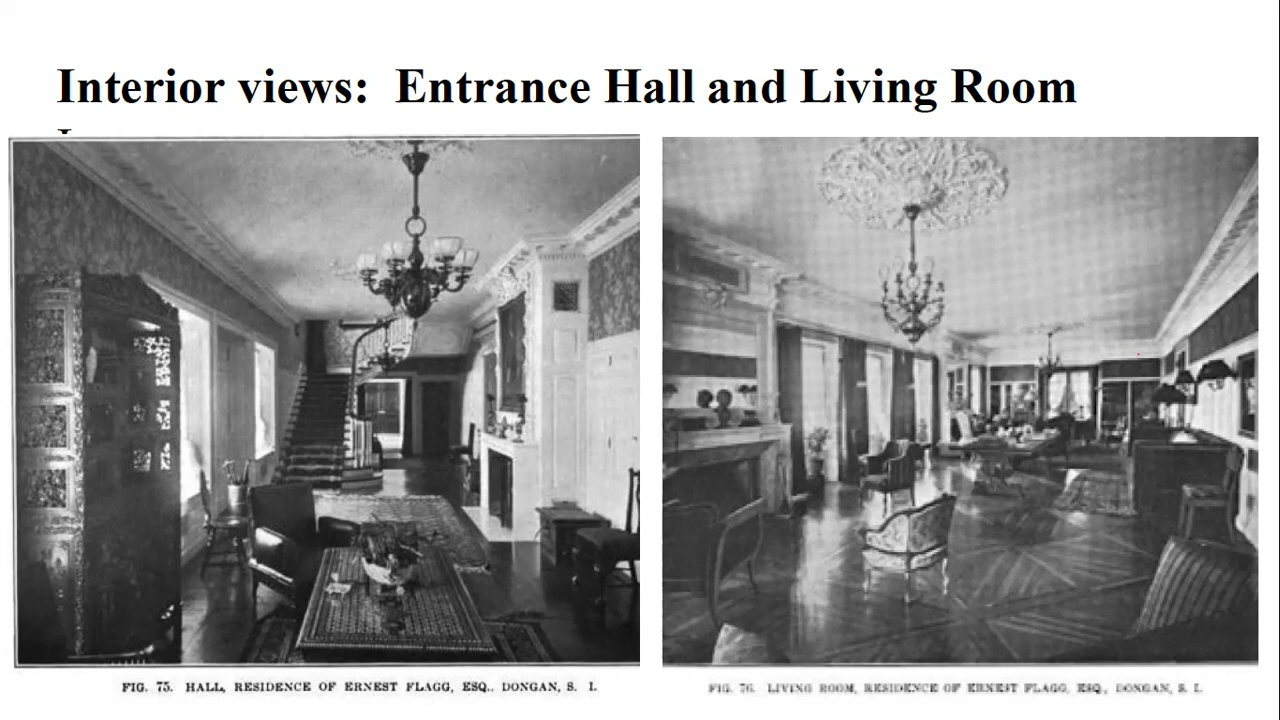 Interior views: Entrance Hall and Living Room
FIG. 75. HALL, RESIDENCE OF ERNEST FLAGG, ESQ., DONGAN, S. I.
FIG. 76. LIVING ROOM, RESIDENCE OF ERNEST FLAGG, ESQ., DONGAN, S. I.